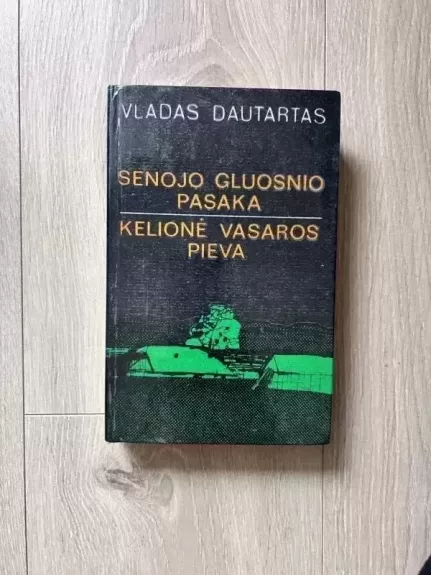 VLADAS DAUTARTAS
SENOJO GLUOSNIO
PASAKA
KELIONĖ VASAROS
PIEVA